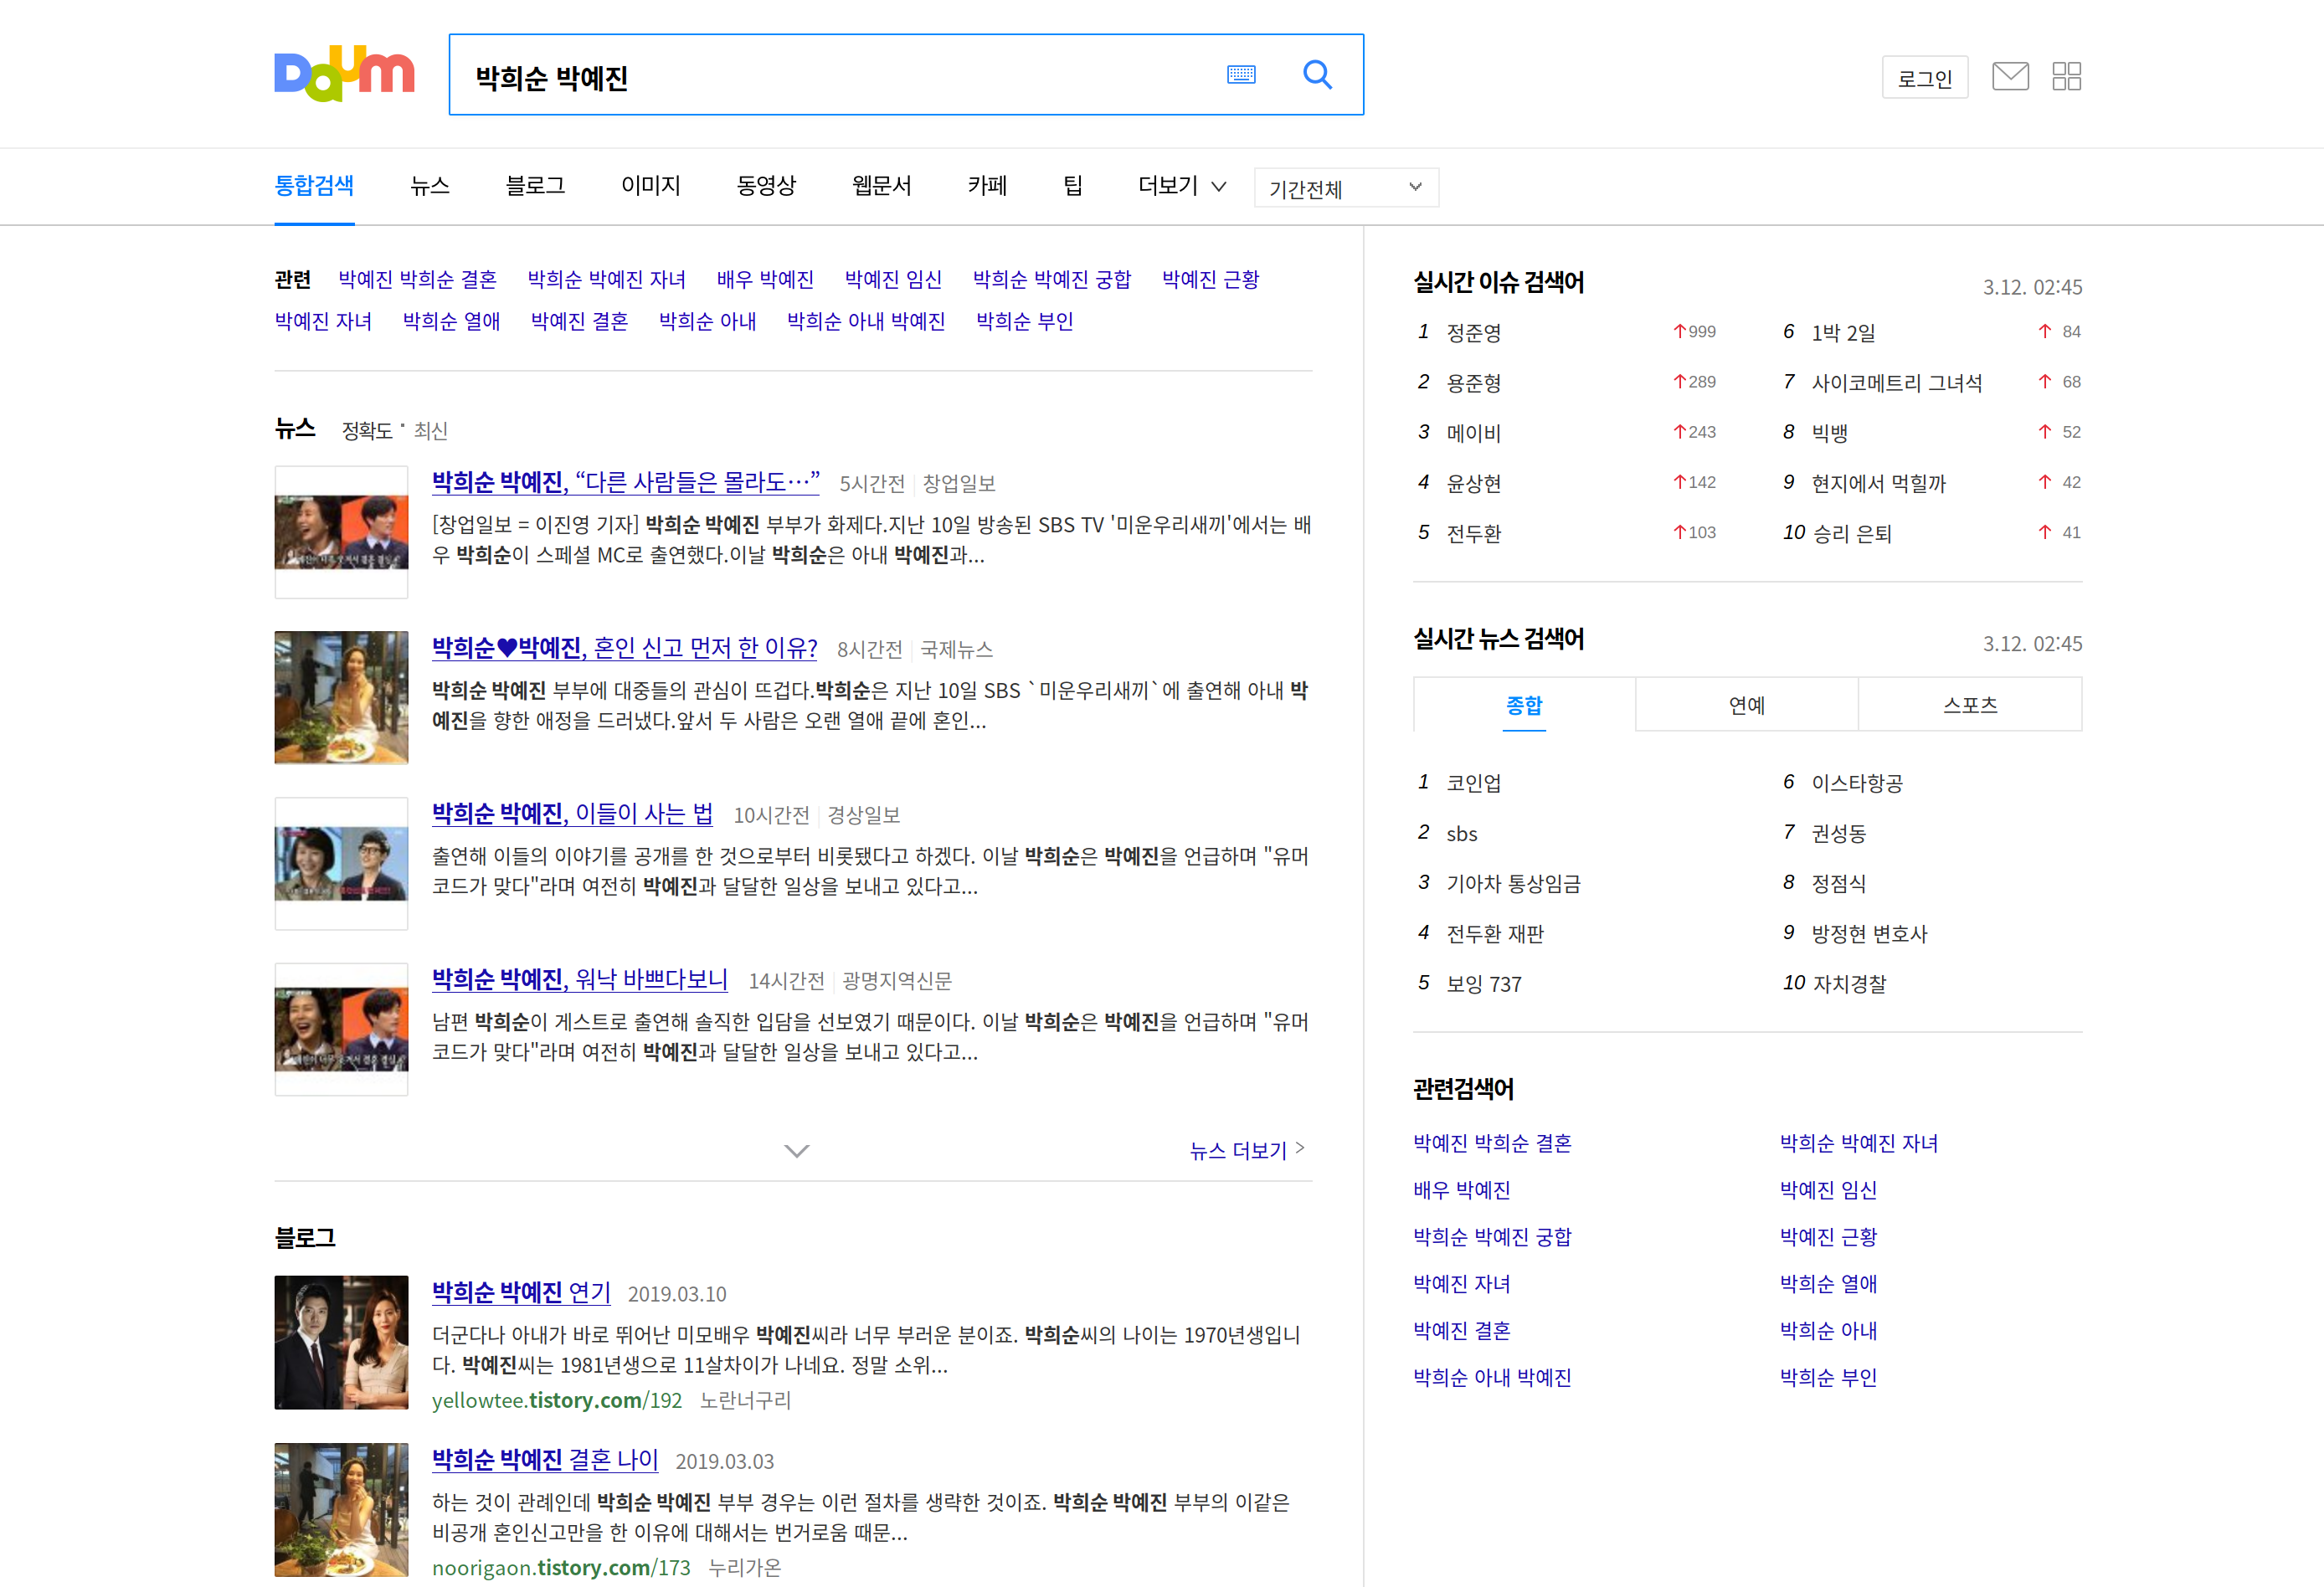 Daum
박희순 박예진
로그인
통합검색 뉴스 블로그 이미지 동영상 웹문서 카페 팁 더보기 기간전체
관련 박예진 박희순 결혼 박희순 박예진 자녀 배우 박예진 박예진 임신 박희순 박예진 궁합 박예진 근황
박예진 자녀 박희순 열애 박예진 결혼 박희순 아내 박희순 아내 박예진 박희순 부인
뉴스 정확도 · 최신
박희순 박예진, “다른 사람들은 몰라도…” 5시간전 창업일보
[창업일보 = 이진영 기자] 박희순 박예진 부부가 화제다.지난 10일 방송된 SBS TV '미운우리새끼'에서는 배
우 박희순이 스페셜 MC로 출연했다.이날 박희순은 아내 박예진과...
박희순♥박예진, 혼인 신고 먼저 한 이유? 8시간전 국제뉴스
박희순 박예진 부부에 대중들의 관심이 뜨겁다.박희순은 지난 10일 SBS `미운우리새끼`에 출연해 아내 박
예진을 향한 애정을 드러냈다.앞서 두 사람은 오랜 열애 끝에 혼인...
박희순 박예진, 이들이 사는 법 10시간전 경상일보
출연해 이들의 이야기를 공개를 한 것으로부터 비롯됐다고 하겠다. 이날 박희순은 박예진을 언급하며 "유머
코드가 맞다"라며 여전히 박예진과 달달한 일상을 보내고 있다고...
박희순 박예진, 워낙 바쁘다보니 14시간전 광명지역신문
남편 박희순이 게스트로 출연해 솔직한 입담을 선보였기 때문이다. 이날 박희순은 박예진을 언급하며 "유머
코드가 맞다"라며 여전히 박예진과 달달한 일상을 보내고 있다고...
뉴스 더보기
블로그
박희순 박예진 연기 2019.03.10
더군다나 아내가 바로 뛰어난 미모배우 박예진씨라 너무 부러운 분이죠. 박희순씨의 나이는 1970년생입니
다. 박예진씨는 1981년생으로 11살차이가 나네요. 정말 소위...
yellowtee.tistory.com/192 노란너구리
박희순 박예진 결혼 나이 2019.03.03
하는 것이 관례인데 박희순 박예진 부부 경우는 이런 절차를 생략한 것이죠. 박희순 박예진 부부의 이같은
비공개 혼인신고만을 한 이유에 대해서는 번거로움 때문...
noorigaon.tistory.com/173 누리가온
실시간 이슈 검색어 3.12. 02:45
1 정준영 999 6 1박 2일 84
2 용준형 289 7 사이코메트리 그녀석 68
3 메이비 243 8 빅뱅 52
4 윤상현 142 9 현지에서 먹힐까 42
5 전두환 103 10 승리 은퇴 41
실시간 뉴스 검색어 3.12. 02:45
종합 연예 스포츠
1 코인업 6 이스타항공
2 sbs 7 권성동
3 기아차 통상임금 8 정점식
4 전두환 재판 9 방정현 변호사
5 보잉 737 10 자치경찰
관련검색어
박예진 박희순 결혼 박희순 박예진 자녀
배우 박예진 박예진 임신
박희순 박예진 궁합 박예진 근황
박예진 자녀 박희순 열애
박예진 결혼 박희순 아내
박희순 아내 박예진 박희순 부인